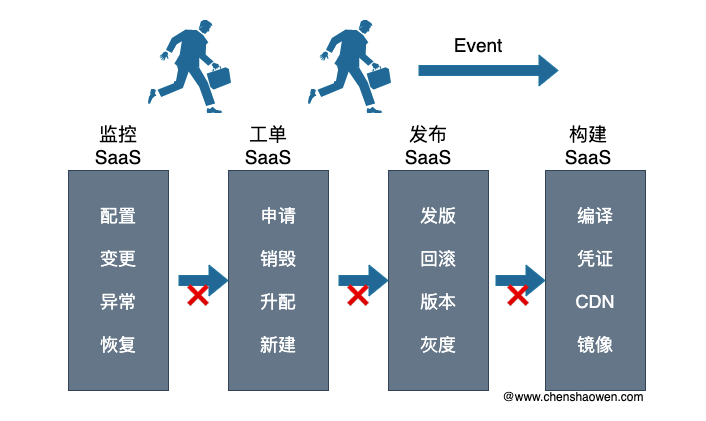 Event
监控
SaaS
工单
SaaS
发布
SaaS
构建
SaaS
配置
变更
异常
恢复
申请
销毁
升配
新建
发版
回滚
版本
灰度
编译
凭证
CDN
镜像
@www.chenshaowen.com